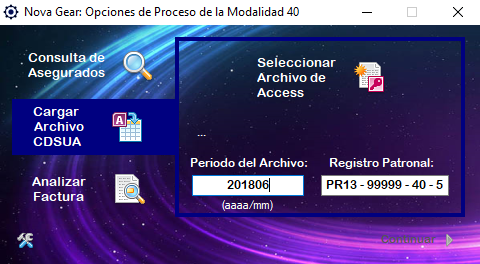 Nova Gear: Opciones de Proceso de la Modalidad 40
Consulta de
Asegurados
Cargar
Archivo
CDSUA
Analizar
Factura
Seleccionar
Archivo de
Access
...
Periodo del Archivo:
Registro Patronal:
201806
PR13 - 99999 - 40 - 5
(aaaa/mm)
Continuar